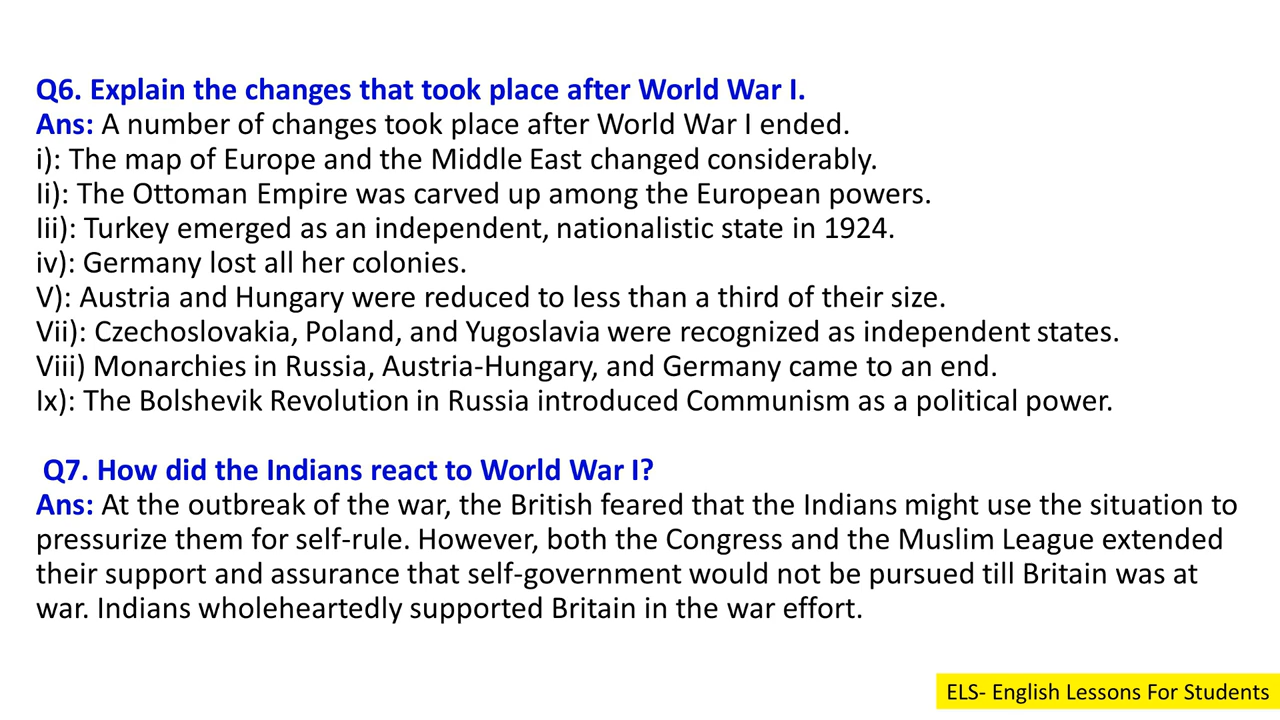 Q6. Explain the changes that took place after World War I.
Ans: A number of changes took place after World War I ended.
i): The map of Europe and the Middle East changed considerably.
Ii): The Ottoman Empire was carved up among the European powers.
Iii): Turkey emerged as an independent, nationalistic state in 1924.
iv): Germany lost all her colonies.
V): Austria and Hungary were reduced to less than a third of their size.
Vii): Czechoslovakia, Poland, and Yugoslavia were recognized as independent states.
Viii) Monarchies in Russia, Austria-Hungary, and Germany came to an end.
Ix): The Bolshevik Revolution in Russia introduced Communism as a political power.
Q7. How did the Indians react to World War I?
Ans: At the outbreak of the war, the British feared that the Indians might use the situation to
pressurize them for self-rule. However, both the Congress and the Muslim League extended
their support and assurance that self-government would not be pursued till Britain was at
war. Indians wholeheartedly supported Britain in the war effort.
ELS- English Lessons For Students